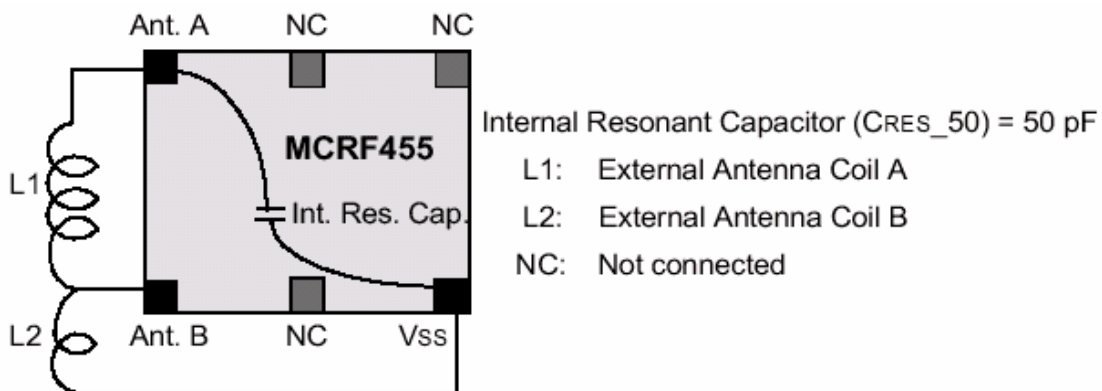 Ant. A
NC
NC
Internal Resonant Capacitor (CRES_50) = 50 pF
MCRF455
L1: External Antenna Coil A
L1
Int. Res. Cap.
L2: External Antenna Coil B
NC: Not connected
L2
Ant. B
NC
Vss